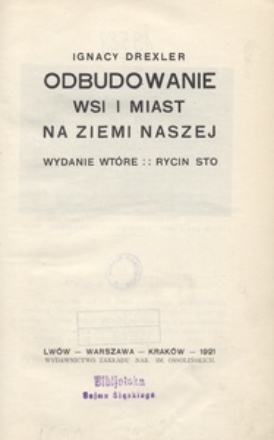 IGNACY DREXLER
ODBUDOWANIE
WSI I MIAST
NA ZIEMI NASZEJ
WYDANIE WTÓRE :: RYCIN STO
LWÓW — WARSZAWA — KRAKÓW — 1921
WYDAWNICTWO ZAKŁADU NAR. IM. OSSOLIŃSKICH.
Biblioteka
Sejmu Śląskiego